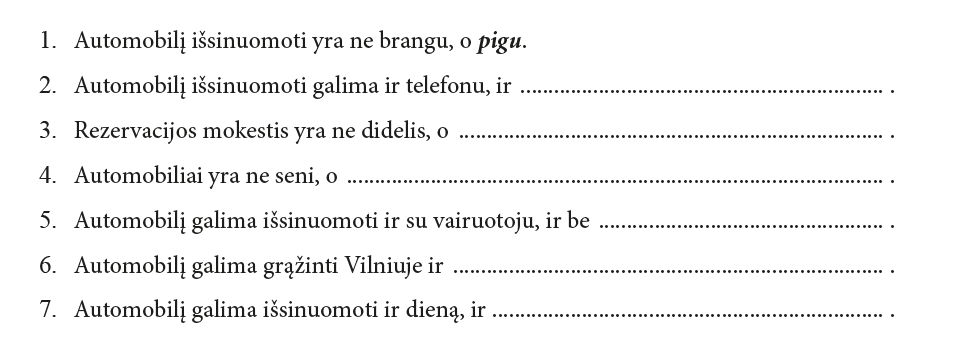 1. Automobilį išsinuomoti yra ne brangu, o pigu.
2. Automobilį išsinuomoti galima ir telefonu, ir .................................................................. .
3. Rezervacijos mokestis yra ne didelis, o ............................................................................. .
4. Automobiliai yra ne seni, o ................................................................................................. .
5. Automobilį galima išsinuomoti ir su vairuotoju, ir be ................................................... .
6. Automobilį galima grąžinti Vilniuje ir .............................................................................. .
7. Automobilį galima išsinuomoti ir dieną, ir ....................................................................... .